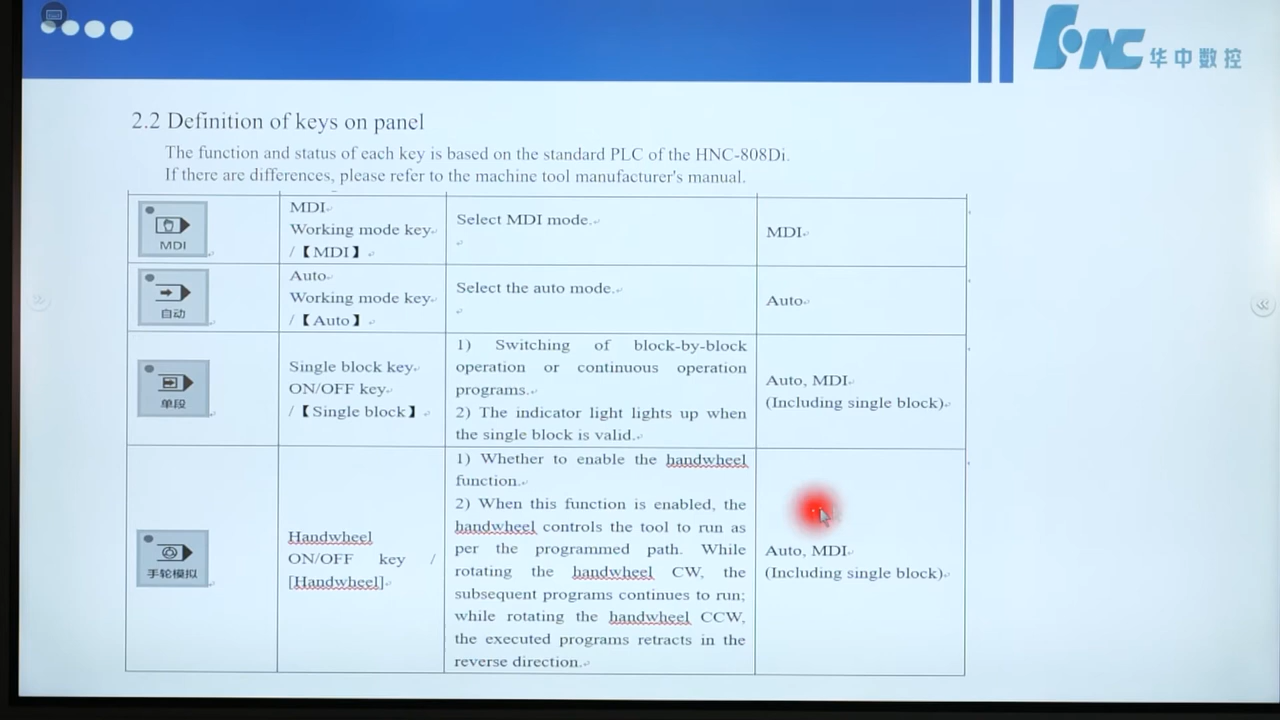 HNC 华中数控
2.2 Definition of keys on panel
The function and status of each key is based on the standard PLC of the HNC-808Di.
If there are differences, please refer to the machine tool manufacturer's manual.
MDI
MDI
Working mode key
/【MDI】
Select MDI mode.
MDI
自动
Auto
Working mode key
/【Auto】
Select the auto mode.
Auto
单段
Single block key
ON/OFF key
/【Single block】
1) Switching of block-by-block
operation or continuous operation
programs.
2) The indicator light lights up when
the single block is valid.
Auto, MDI
(Including single block)
手轮模拟
Handwheel
ON/OFF key /
[Handwheel]
1) Whether to enable the handwheel
function.
2) When this function is enabled, the
handwheel controls the tool to run as
per the programmed path. While
rotating the handwheel CW, the
subsequent programs continues to run;
while rotating the handwheel CCW,
the executed programs retracts in the
reverse direction.
Auto, MDI
(Including single block)